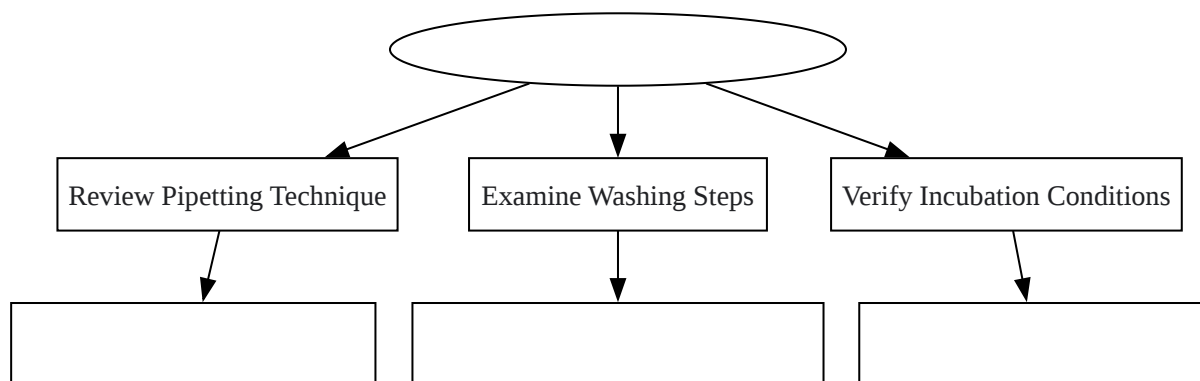 Review Pipetting Technique
Examine Washing Steps
Verify Incubation Conditions